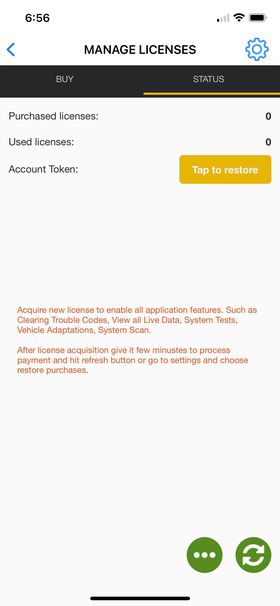 6:56
MANAGE LICENSES
BUY
STATUS
Purchased licenses: 0
Used licenses: 0
Account Token: Tap to restore
Acquire new license to enable all application features. Such as
Clearing Trouble Codes, View all Live Data, System Tests,
Vehicle Adaptations, System Scan.
After license acquisition give it few minustes to process
payment and hit refresh button or go to settings and choose
restore purchases.